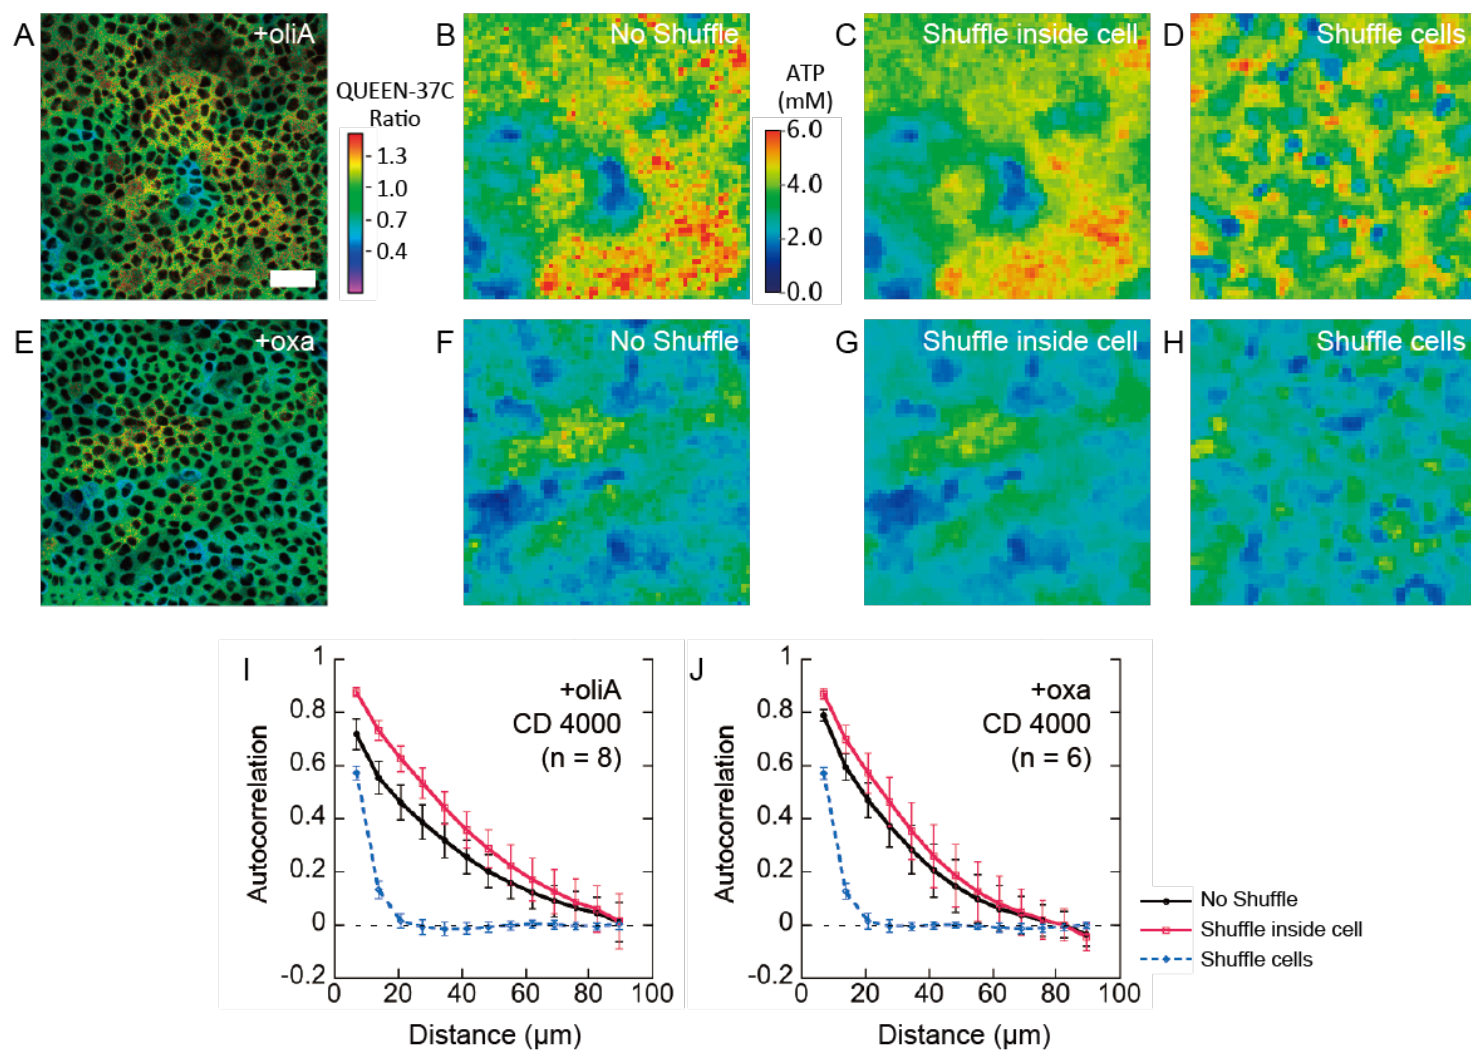 A
+oliA
QUEEN-37C
Ratio
1.3
1.0
0.7
0.4
B
No Shuffle
ATP
(mM)
6.0
4.0
2.0
0.0
C
Shuffle inside cell
D
Shuffle cells
E
+oxa
F
No Shuffle
G
Shuffle inside cell
H
Shuffle cells
I
+oliA
CD 4000
(n = 8)
Autocorrelation
1
0.8
0.6
0.4
0.2
0
-0.2
0 20 40 60 80 100
Distance (μm)
J
+oxa
CD 4000
(n = 6)
Autocorrelation
1
0.8
0.6
0.4
0.2
0
-0.2
0 20 40 60 80 100
Distance (μm)
No Shuffle
Shuffle inside cell
Shuffle cells